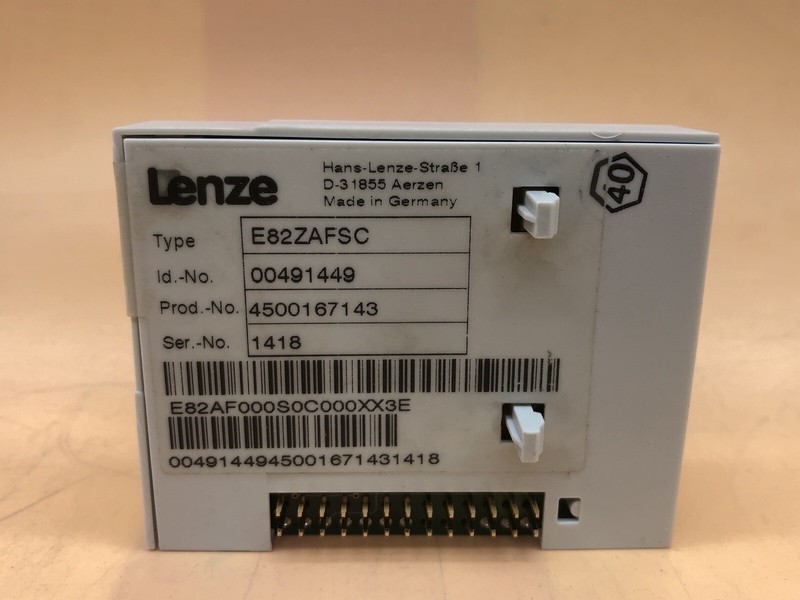 Lenze
Hans-Lenze-Straße 1
D-31855 Aerzen
Made in Germany
40
Type E82ZAFSC
Id.-No. 00491449
Prod.-No. 4500167143
Ser.-No. 1418
E82AF000S0C000XX3E
0049144945001671431418